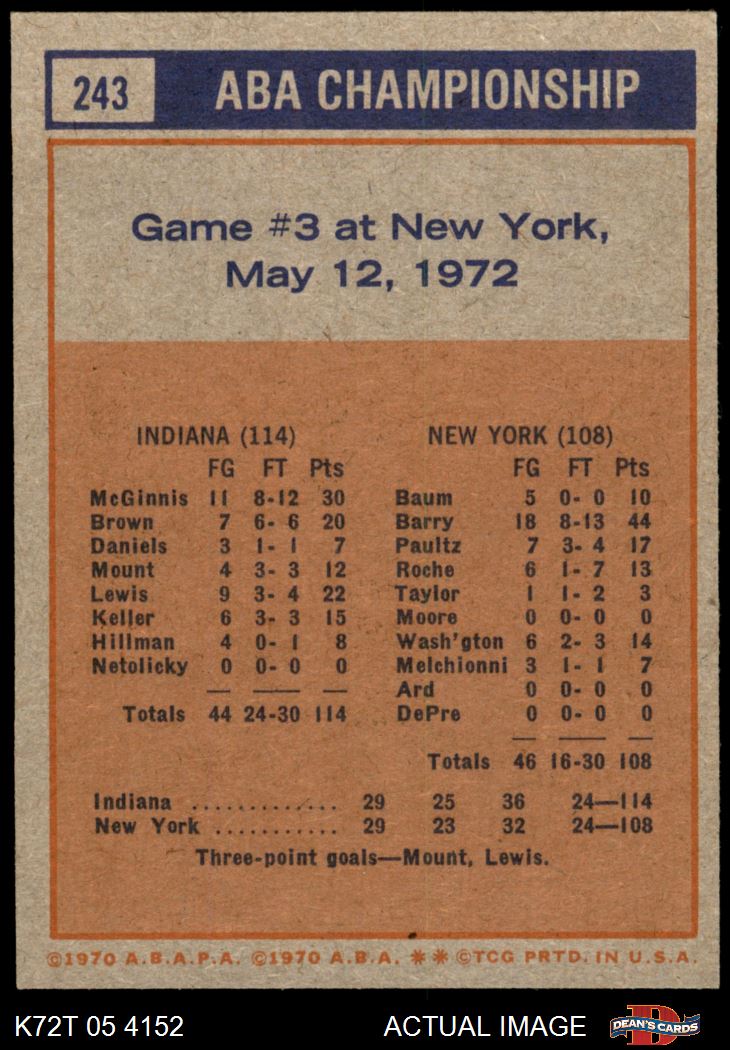 243 ABA CHAMPIONSHIP
Game #3 at New York,
May 12, 1972
INDIANA (114)
FG FT Pts
McGinnis 11 8-12 30
Brown 7 6- 6 20
Daniels 3 1- 1 7
Mount 4 3- 3 12
Lewis 9 3- 4 22
Keller 6 3- 3 15
Hillman 4 0- 1 8
Netolicky 0 0- 0 0
Totals 44 24-30 114
NEW YORK (108)
FG FT Pts
Baum 5 0- 0 10
Barry 18 8-13 44
Paultz 7 3- 4 17
Roche 6 1- 7 13
Taylor 1 1- 2 3
Moore 0 0- 0 0
Wash'gton 6 2- 3 14
Melchionni 3 1- 1 7
Ard 0 0- 0 0
DePre 0 0- 0 0
Totals 46 16-30 108
Indiana ............. 29 25 36 24—114
New York ........... 29 23 32 24—108
Three-point goals—Mount, Lewis.
©1970 A.B.A.P.A. ©1970 A.B.A. ** ©TCG PRTD. IN U.S.A.
K72T 05 4152 ACTUAL IMAGE DEAN'S CARDS